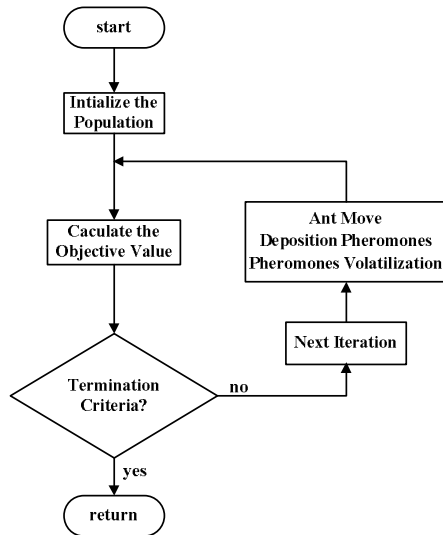 start
Intialize the
Population
Caculate the
Objective Value
Ant Move
Deposition Pheromones
Pheromones Volatilization
Next Iteration
Termination
Criteria?
no
yes
return